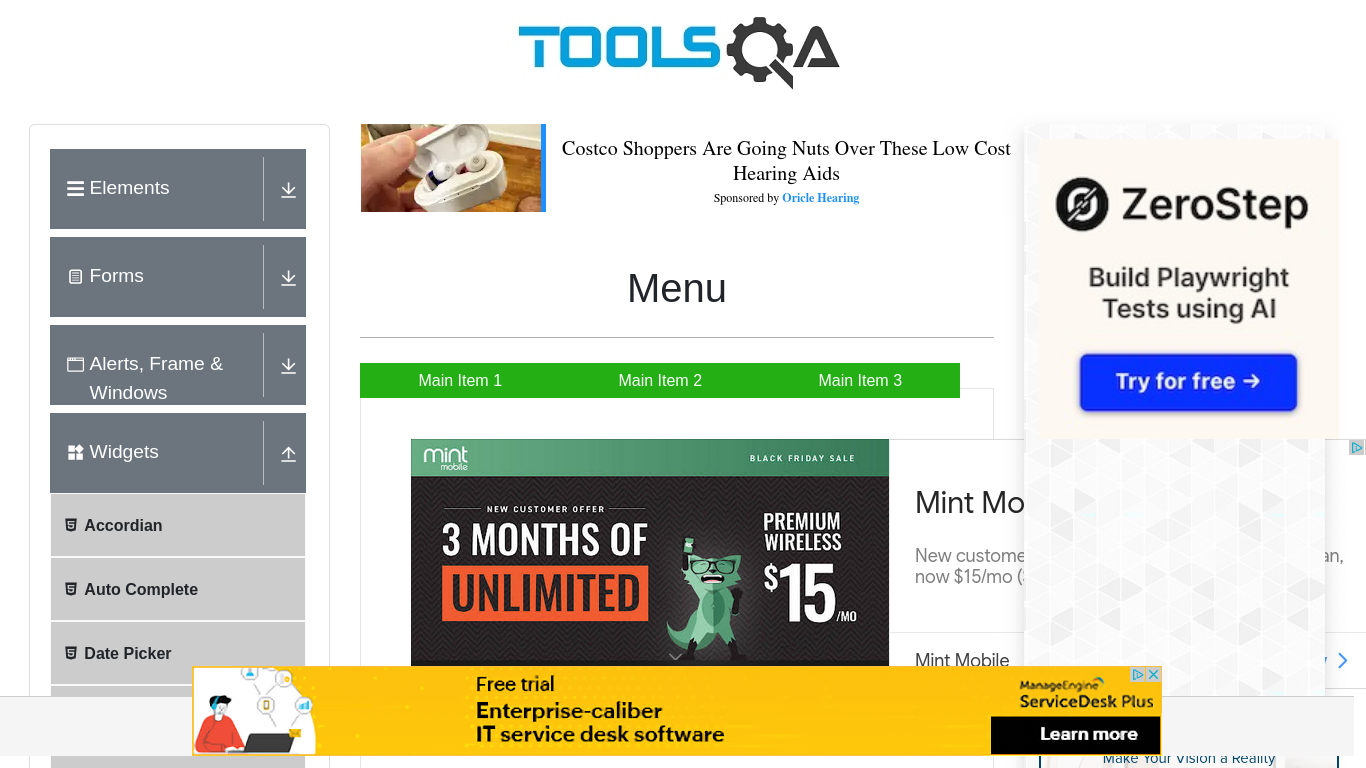 TOOLSQA
Elements
Forms
Alerts, Frame &
Windows
Widgets
Accordian
Auto Complete
Date Picker
Costco Shoppers Are Going Nuts Over These Low Cost
Hearing Aids
Sponsored by Oricle Hearing
Menu
Main Item 1
Main Item 2
Main Item 3
mint
mobile
BLACK FRIDAY SALE
NEW CUSTOMER OFFER
3 MONTHS OF
UNLIMITED
PREMIUM
WIRELESS
$15/MO
Mint Mo
New custome
an,
now $15/mo
Mint Mobile
ZeroStep
Build Playwright
Tests using AI
Try for free →
Free trial
Enterprise-caliber
IT service desk software
ManageEngine
ServiceDesk Plus
Learn more
Make Your Vision a Reality